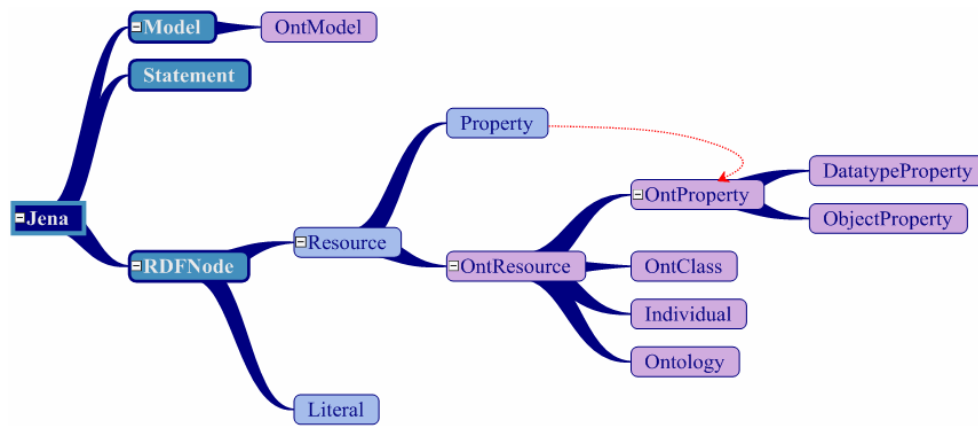 Model
OntModel
Statement
Property
DatatypeProperty
OntProperty
Jena
ObjectProperty
Resource
RDFNode
OntResource
OntClass
Individual
Ontology
Literal